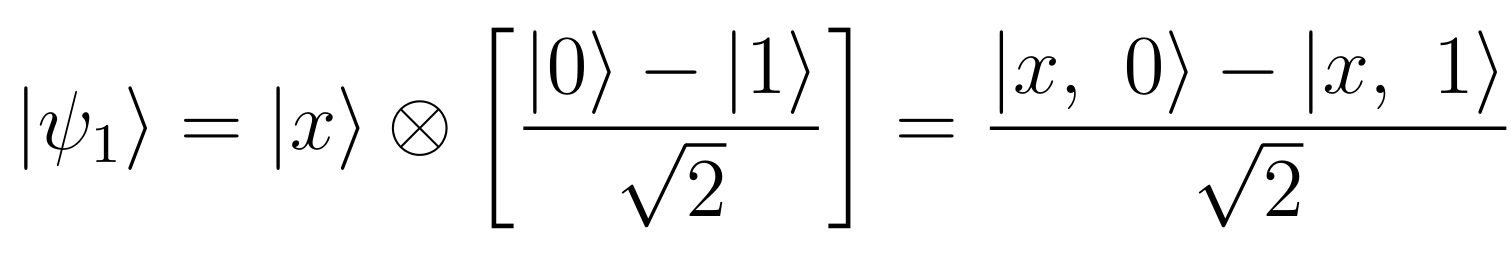 |ψ₁⟩ = |x⟩ ⊗ [ (|0⟩ − |1⟩) / √2 ] = (|x, 0⟩ − |x, 1⟩) / √2